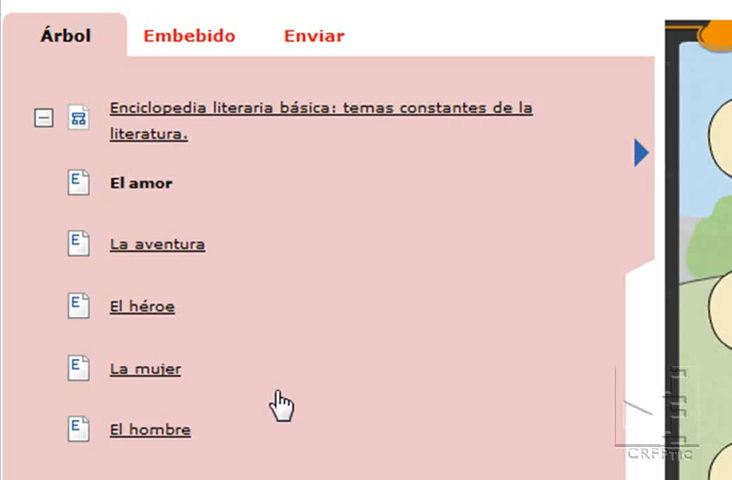 Árbol Embebido Enviar
Enciclopedia literaria básica: temas constantes de la
literatura.
El amor
La aventura
El héroe
La mujer
El hombre
CRFPTIC